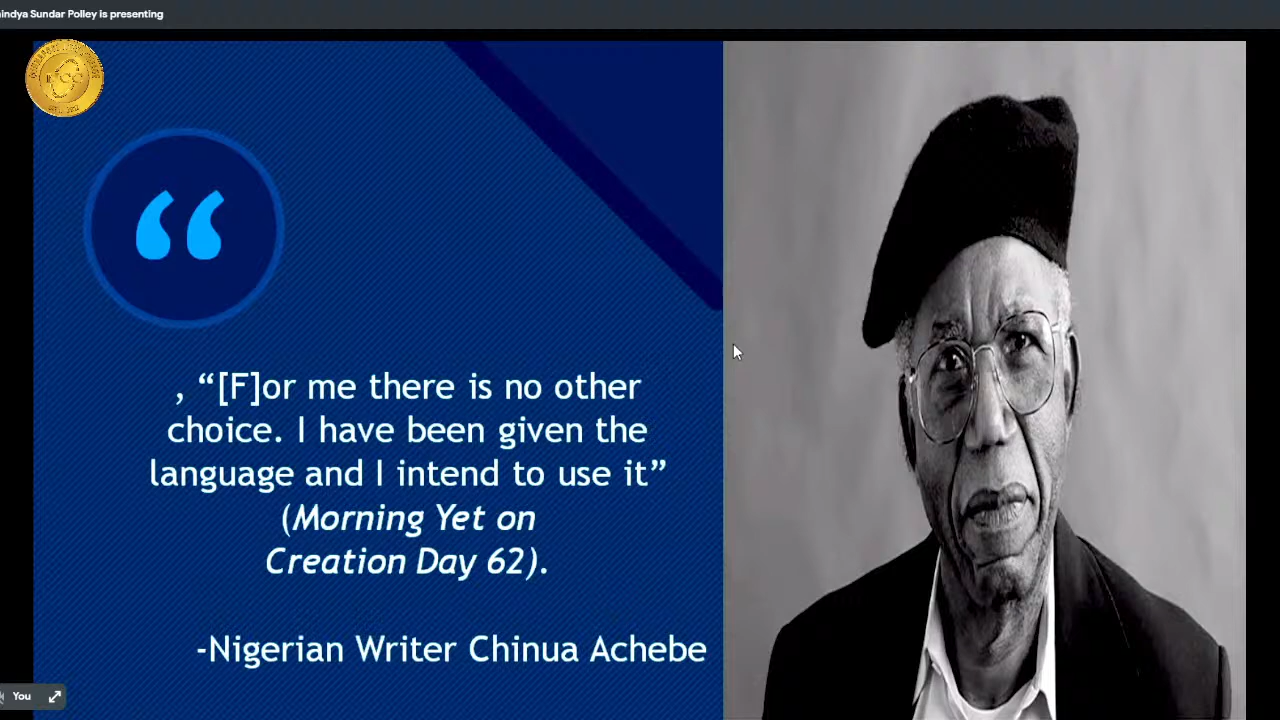 indya Sundar Polley is presenting
, “[F]or me there is no other
choice. I have been given the
language and I intend to use it”
(Morning Yet on
Creation Day 62).
-Nigerian Writer Chinua Achebe
You